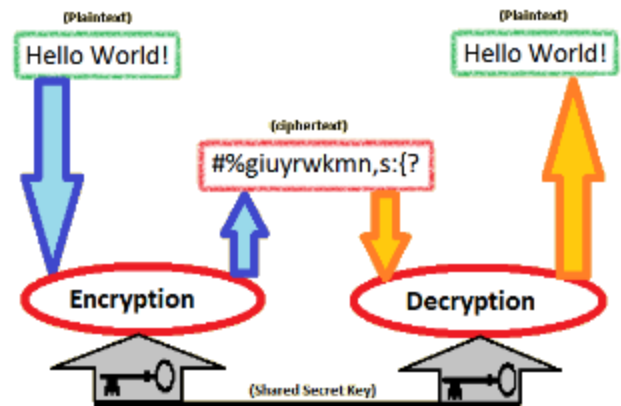 (Plaintext)
Hello World!
(Plaintext)
Hello World!
(ciphertext)
#%giuyrwkmn,s:{?
Encryption
Decryption
(Shared Secret Key)